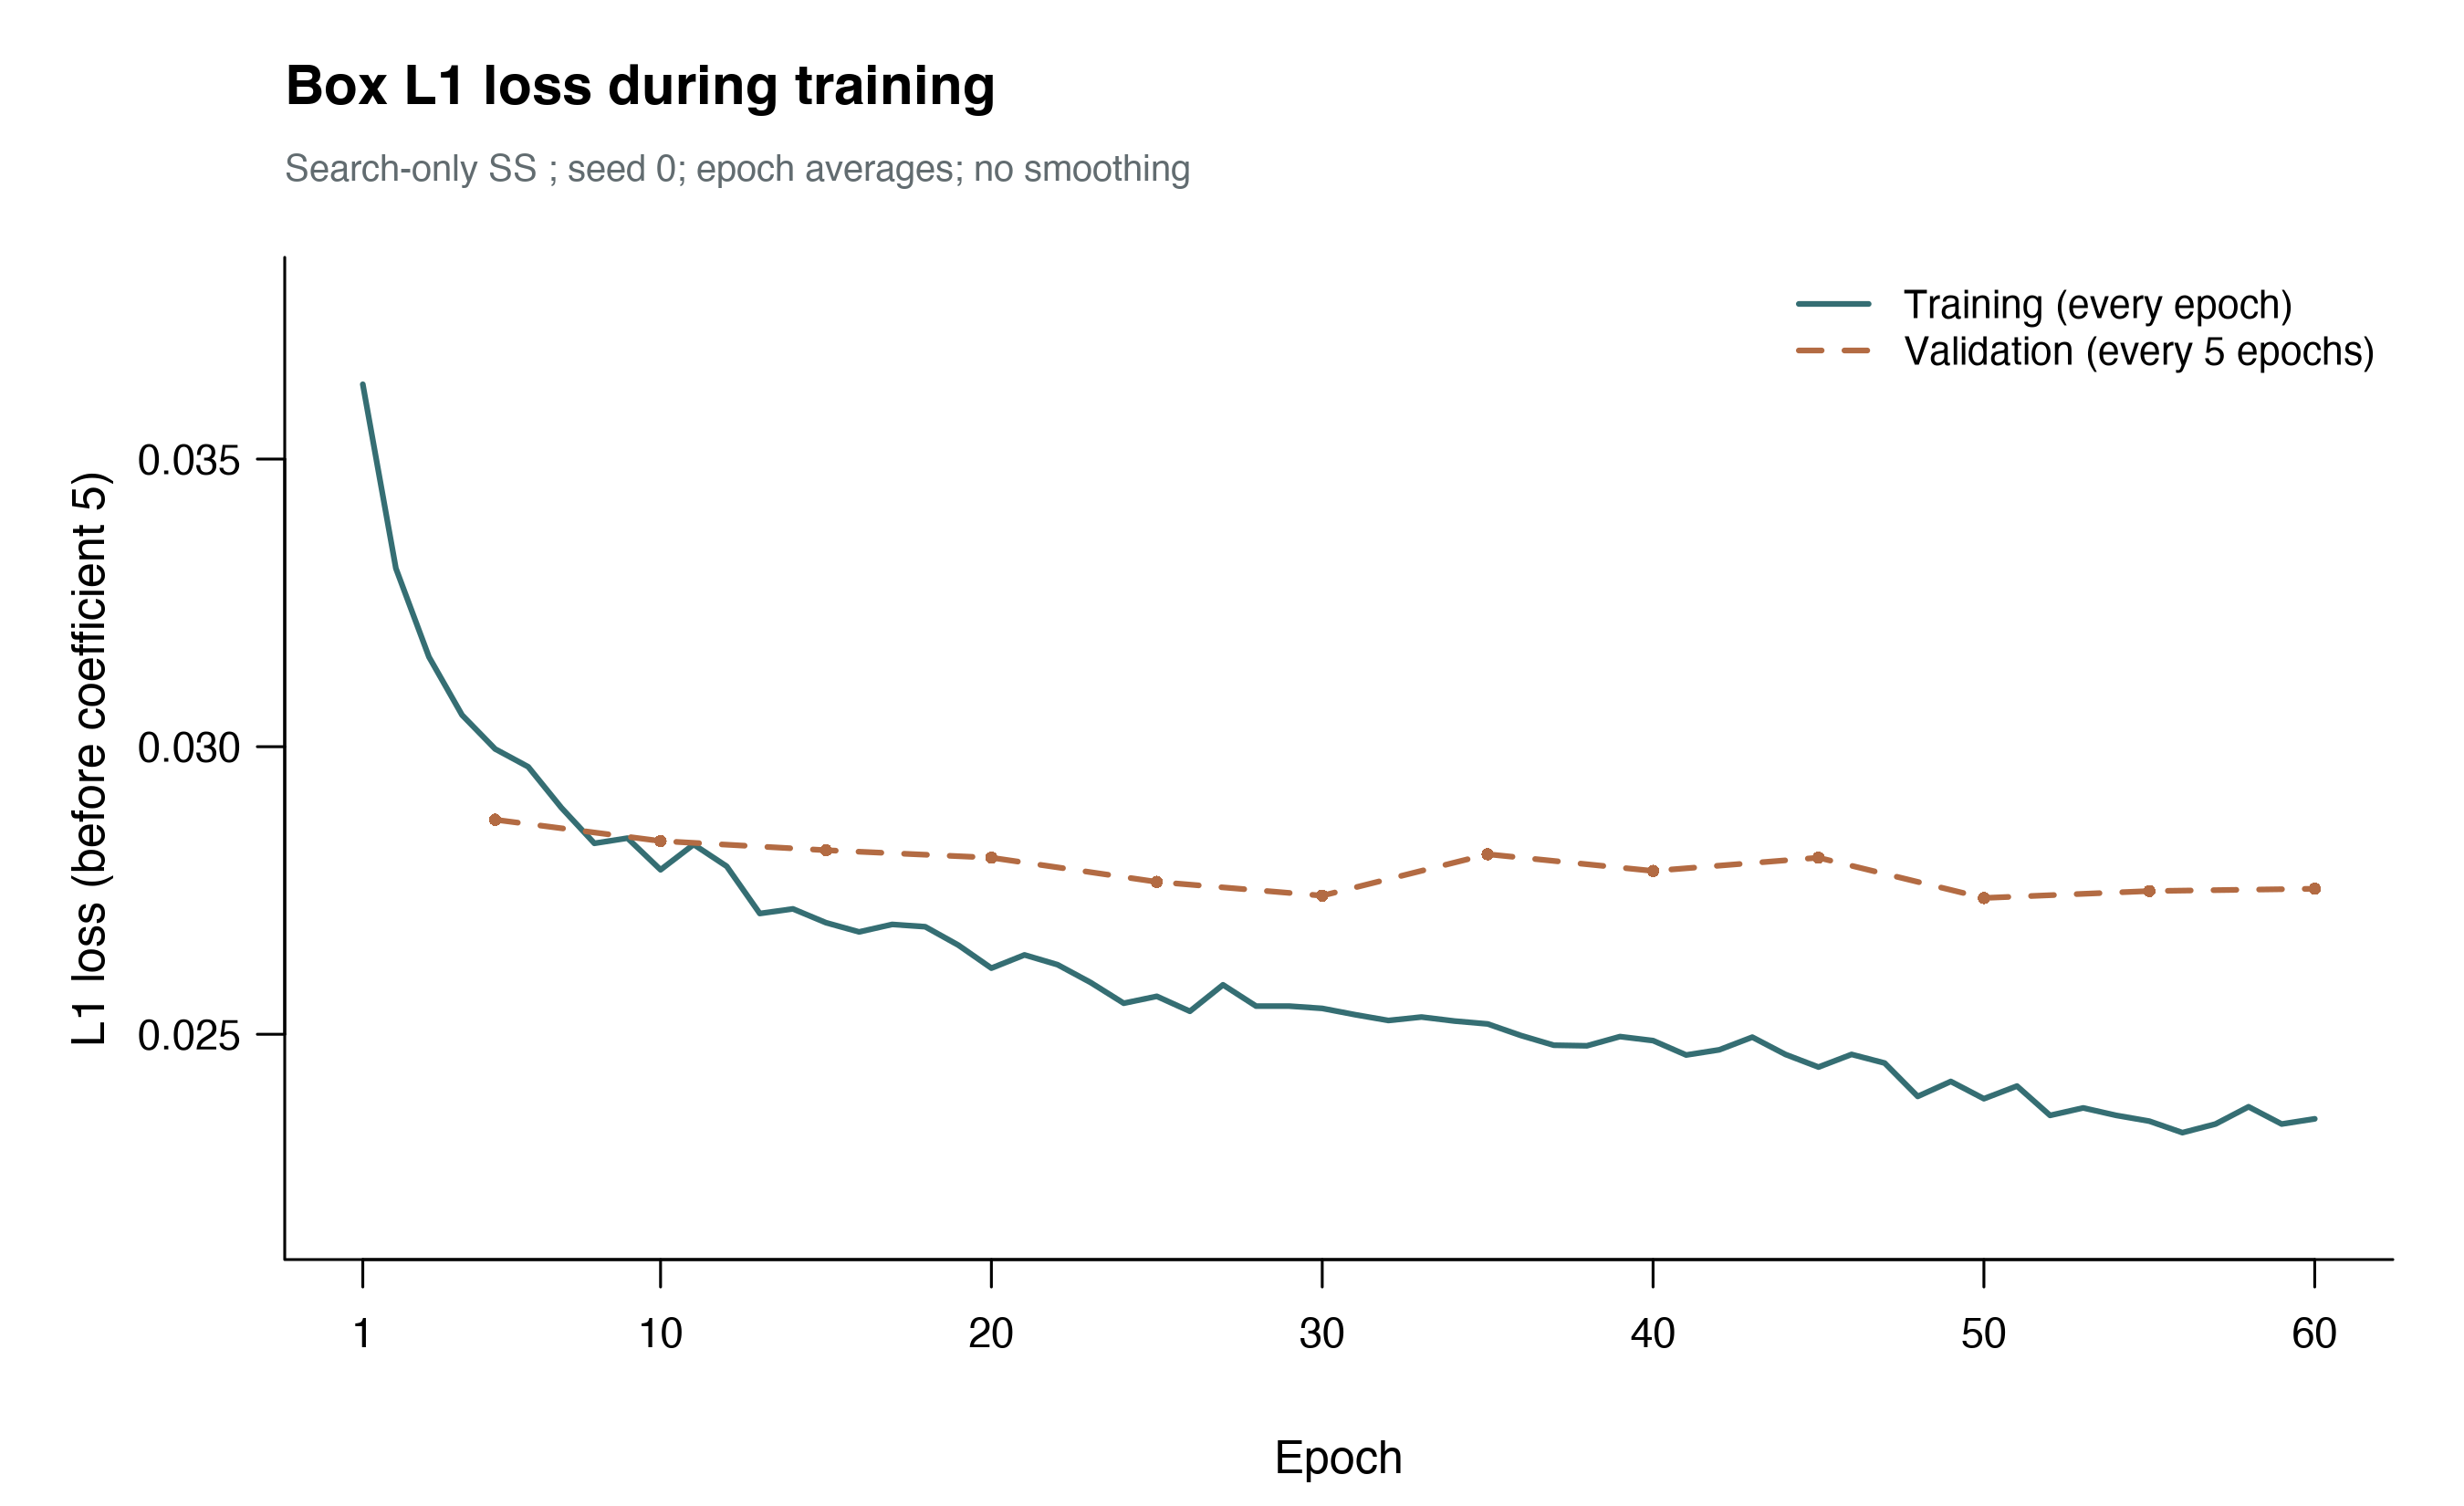 Box L1 loss during training
Search-only SS ; seed 0; epoch averages; no smoothing
Training (every epoch)
Validation (every 5 epochs)
L1 loss (before coefficient 5)
0.035
0.030
0.025
1 10 20 30 40 50 60
Epoch